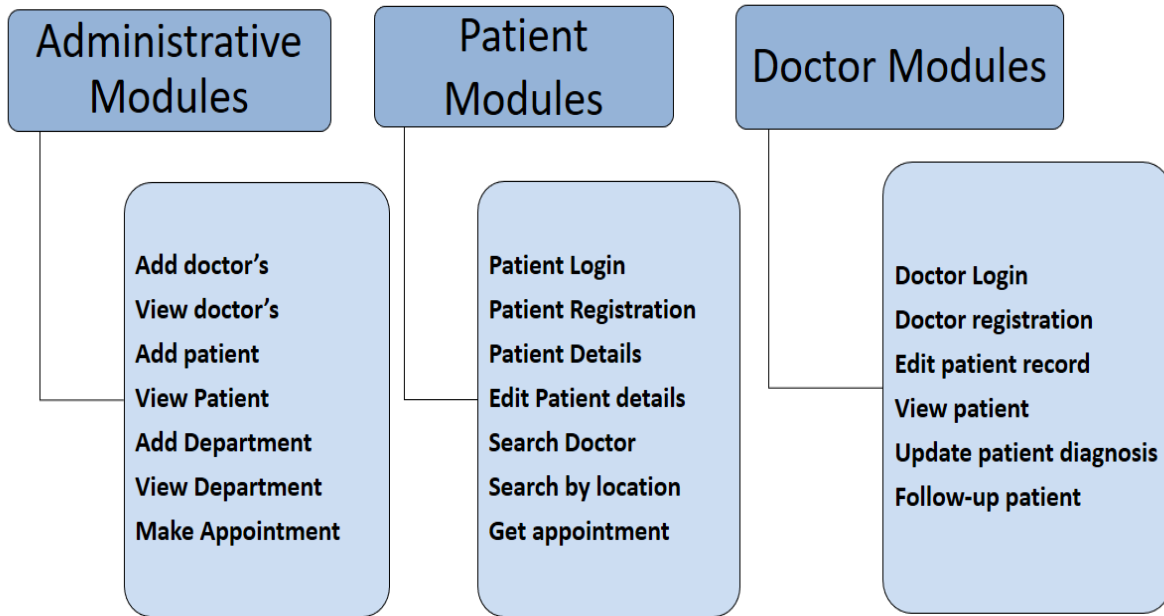 Administrative
Modules
Add doctor’s
View doctor’s
Add patient
View Patient
Add Department
View Department
Make Appointment
Patient
Modules
Patient Login
Patient Registration
Patient Details
Edit Patient details
Search Doctor
Search by location
Get appointment
Doctor Modules
Doctor Login
Doctor registration
Edit patient record
View patient
Update patient diagnosis
Follow-up patient